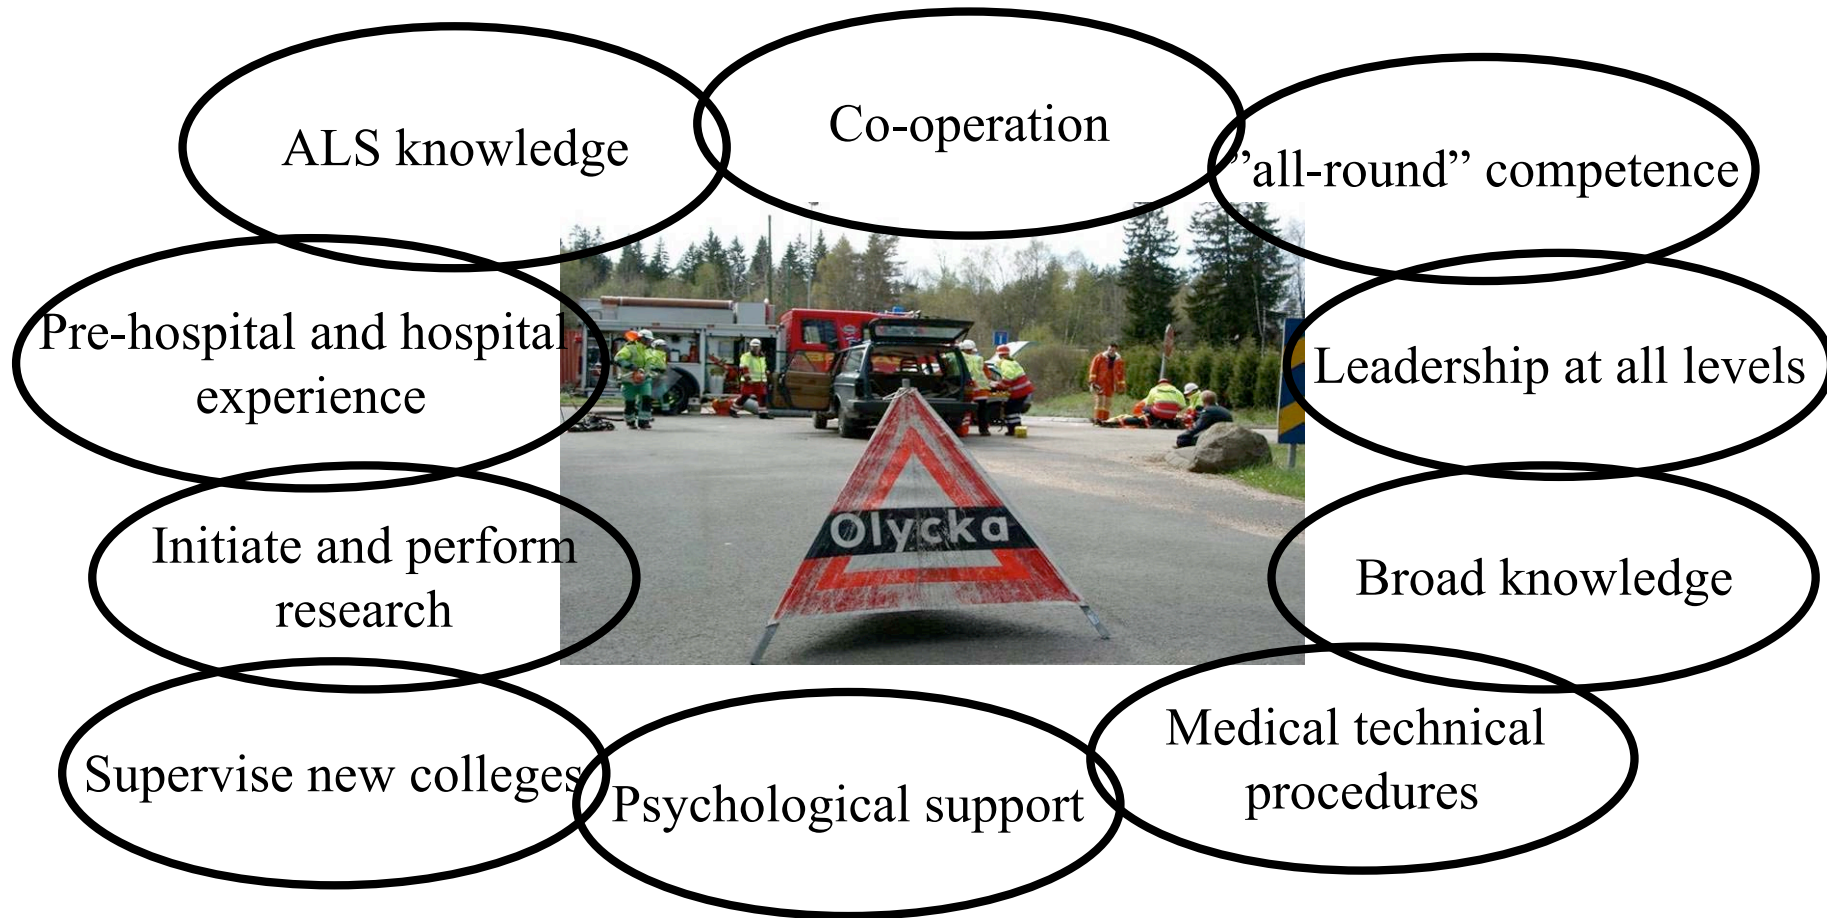 Co-operation
ALS knowledge
”all-round” competence
Pre-hospital and hospital
experience
Leadership at all levels
Olycka
Initiate and perform
research
Broad knowledge
Medical technical
procedures
Supervise new colleges
Psychological support